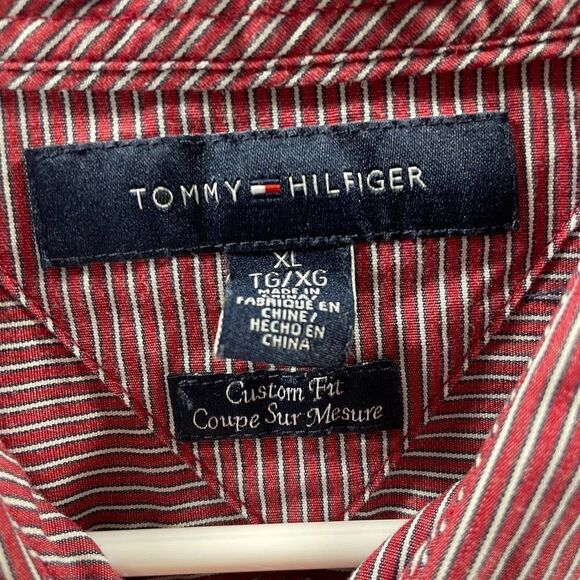 TOMMY HILFIGER
XL
TG/XG
MADE IN
CHINA/
FABRIQUE EN
CHINE/
HECHO EN
CHINA
Custom Fit
Coupe Sur Mesure